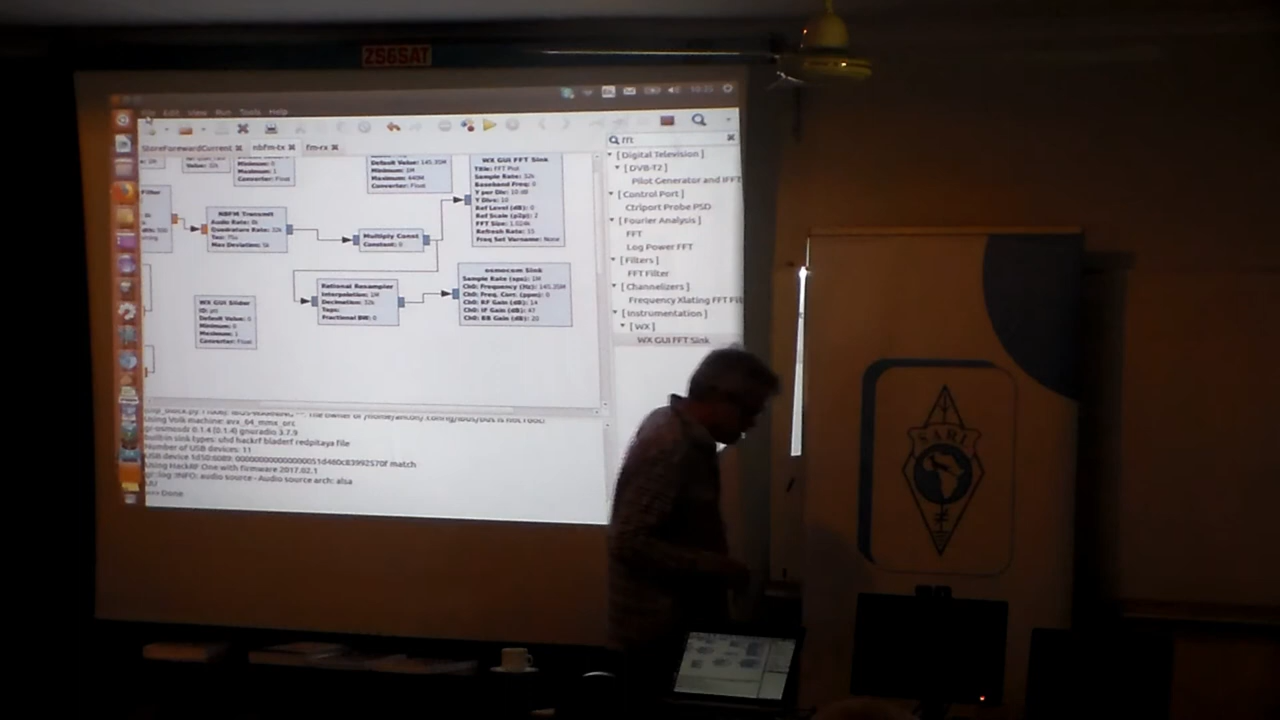 ZS6SAT
Edit View Run Tools Help
StoreForwardCurrent nbfm-tx fm-rx
Minimum: 0
Maximum: 1
Converter: Float
Default Value: 145.35M
Minimum: 1M
Maximum: 440M
Converter: Float
WX GUI FFT Sink
Title: FFT Plot
Sample Rate: 32k
Baseband Freq: 0
Y per Div: 10 dB
Y Divs: 10
Ref Level (dB): 0
Ref Scale (p2p): 2
FFT Size: 1.024k
Refresh Rate: 15
Freq Set Varname: None
Filter
NBFM Transmit
Audio Rate: 8k
Quadrature Rate: 32k
Tau: 75u
Max Deviation: 5k
Multiply Const
Constant: 0
Rational Resampler
Interpolation: 1M
Decimation: 32k
Taps:
Fractional BW: 0
osmocom Sink
Sample Rate (sps): 1M
Ch0: Frequency (Hz): 145.35M
Ch0: Freq. Corr. (ppm): 0
Ch0: RF Gain (dB): 14
Ch0: IF Gain (dB): 47
Ch0: BB Gain (dB): 20
WX GUI Slider
ID: ptt
Default Value: 0
Minimum: 0
Maximum: 1
Converter: Float
fft
[ Digital Television ]
[ DVB-T2 ]
Pilot Generator and IFFT
[ Control Port ]
Ctrlport Probe PSD
[ Fourier Analysis ]
FFT
Log Power FFT
[ Filters ]
FFT Filter
[ Channelizers ]
Frequency Xlating FFT Fil
[ Instrumentation ]
[ WX ]
WX GUI FFT Sink
Using Volk machine: avx_64_mmx_orc
gr-osmosdr 0.1.4 (0.1.4) gnuradio 3.7.9
built-in sink types: uhd hackrf bladerf redpitaya file
Number of USB devices: 11
match
Using HackRF One with firmware 2017.02.1
gr::log :INFO: audio source - Audio source arch: alsa
>>> Done
SARL